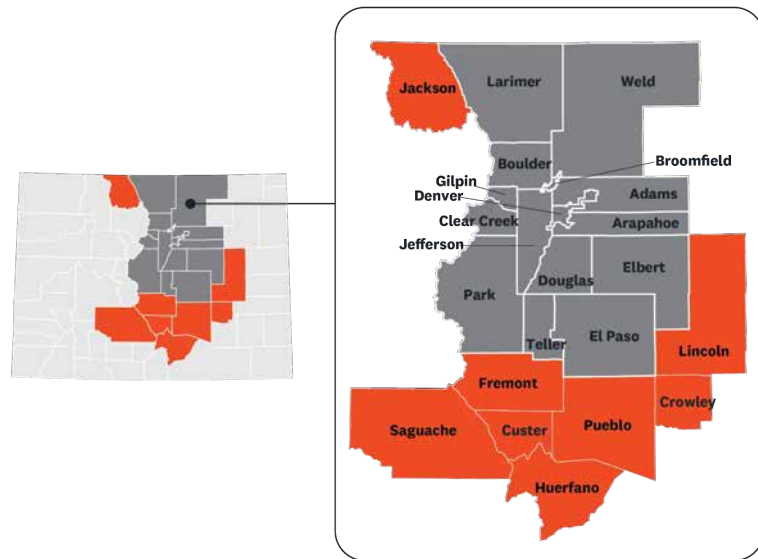 Jackson
Larimer
Weld
Boulder
Broomfield
Gilpin
Denver
Adams
Clear Creek
Arapahoe
Jefferson
Douglas
Elbert
Park
Teller
El Paso
Lincoln
Fremont
Crowley
Saguache
Custer
Pueblo
Huerfano